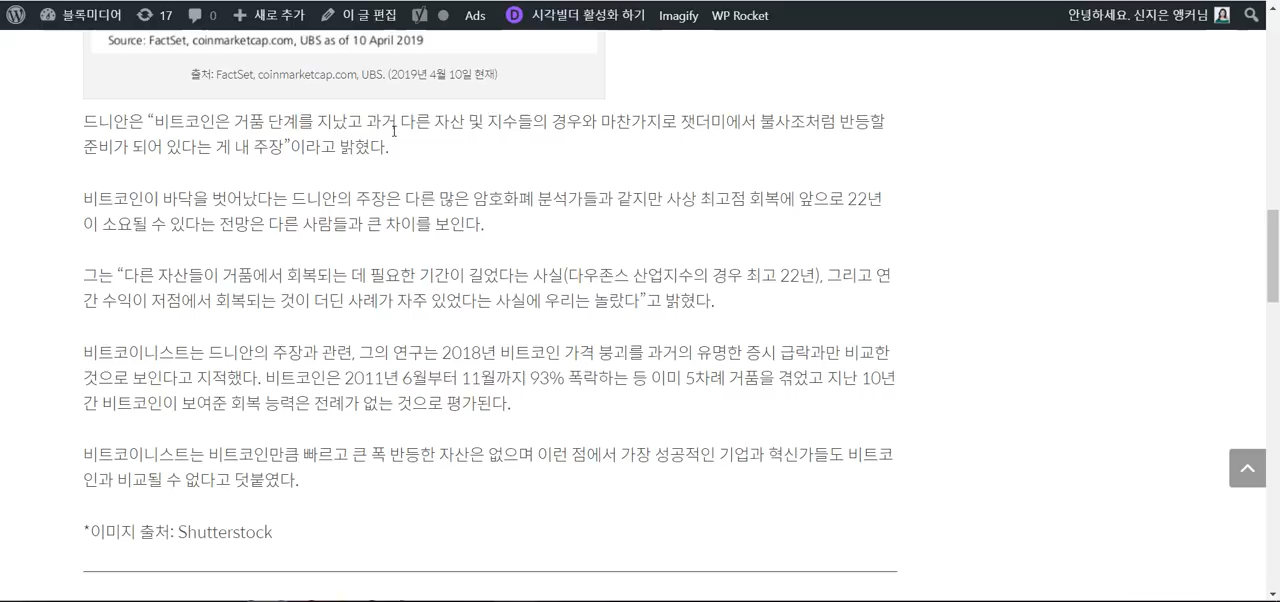 블록미디어 17 0 새로 추가 이 글 편집 Ads 시각빌더 활성화 하기 Imagify WP Rocket 안녕하세요. 신지은 앵커님
Source: FactSet, coinmarketcap.com, UBS as of 10 April 2019
출처: FactSet, coinmarketcap.com, UBS. (2019년 4월 10일 현재)
드니안은 “비트코인은 거품 단계를 지났고 과거 다른 자산 및 지수들의 경우와 마찬가지로 잿더미에서 불사조처럼 반등할
준비가 되어 있다는 게 내 주장”이라고 밝혔다.
비트코인이 바닥을 벗어났다는 드니안의 주장은 다른 많은 암호화폐 분석가들과 같지만 사상 최고점 회복에 앞으로 22년
이 소요될 수 있다는 전망은 다른 사람들과 큰 차이를 보인다.
그는 “다른 자산들이 거품에서 회복되는 데 필요한 기간이 길었다는 사실(다우존스 산업지수의 경우 최고 22년), 그리고 연
간 수익이 저점에서 회복되는 것이 더딘 사례가 자주 있었다는 사실에 우리는 놀랐다”고 밝혔다.
비트코이니스트는 드니안의 주장과 관련, 그의 연구는 2018년 비트코인 가격 붕괴를 과거의 유명한 증시 급락과만 비교한
것으로 보인다고 지적했다. 비트코인은 2011년 6월부터 11월까지 93% 폭락하는 등 이미 5차례 거품을 겪었고 지난 10년
간 비트코인이 보여준 회복 능력은 전례가 없는 것으로 평가된다.
비트코이니스트는 비트코인만큼 빠르고 큰 폭 반등한 자산은 없으며 이런 점에서 가장 성공적인 기업과 혁신가들도 비트코
인과 비교될 수 없다고 덧붙였다.
*이미지 출처: Shutterstock